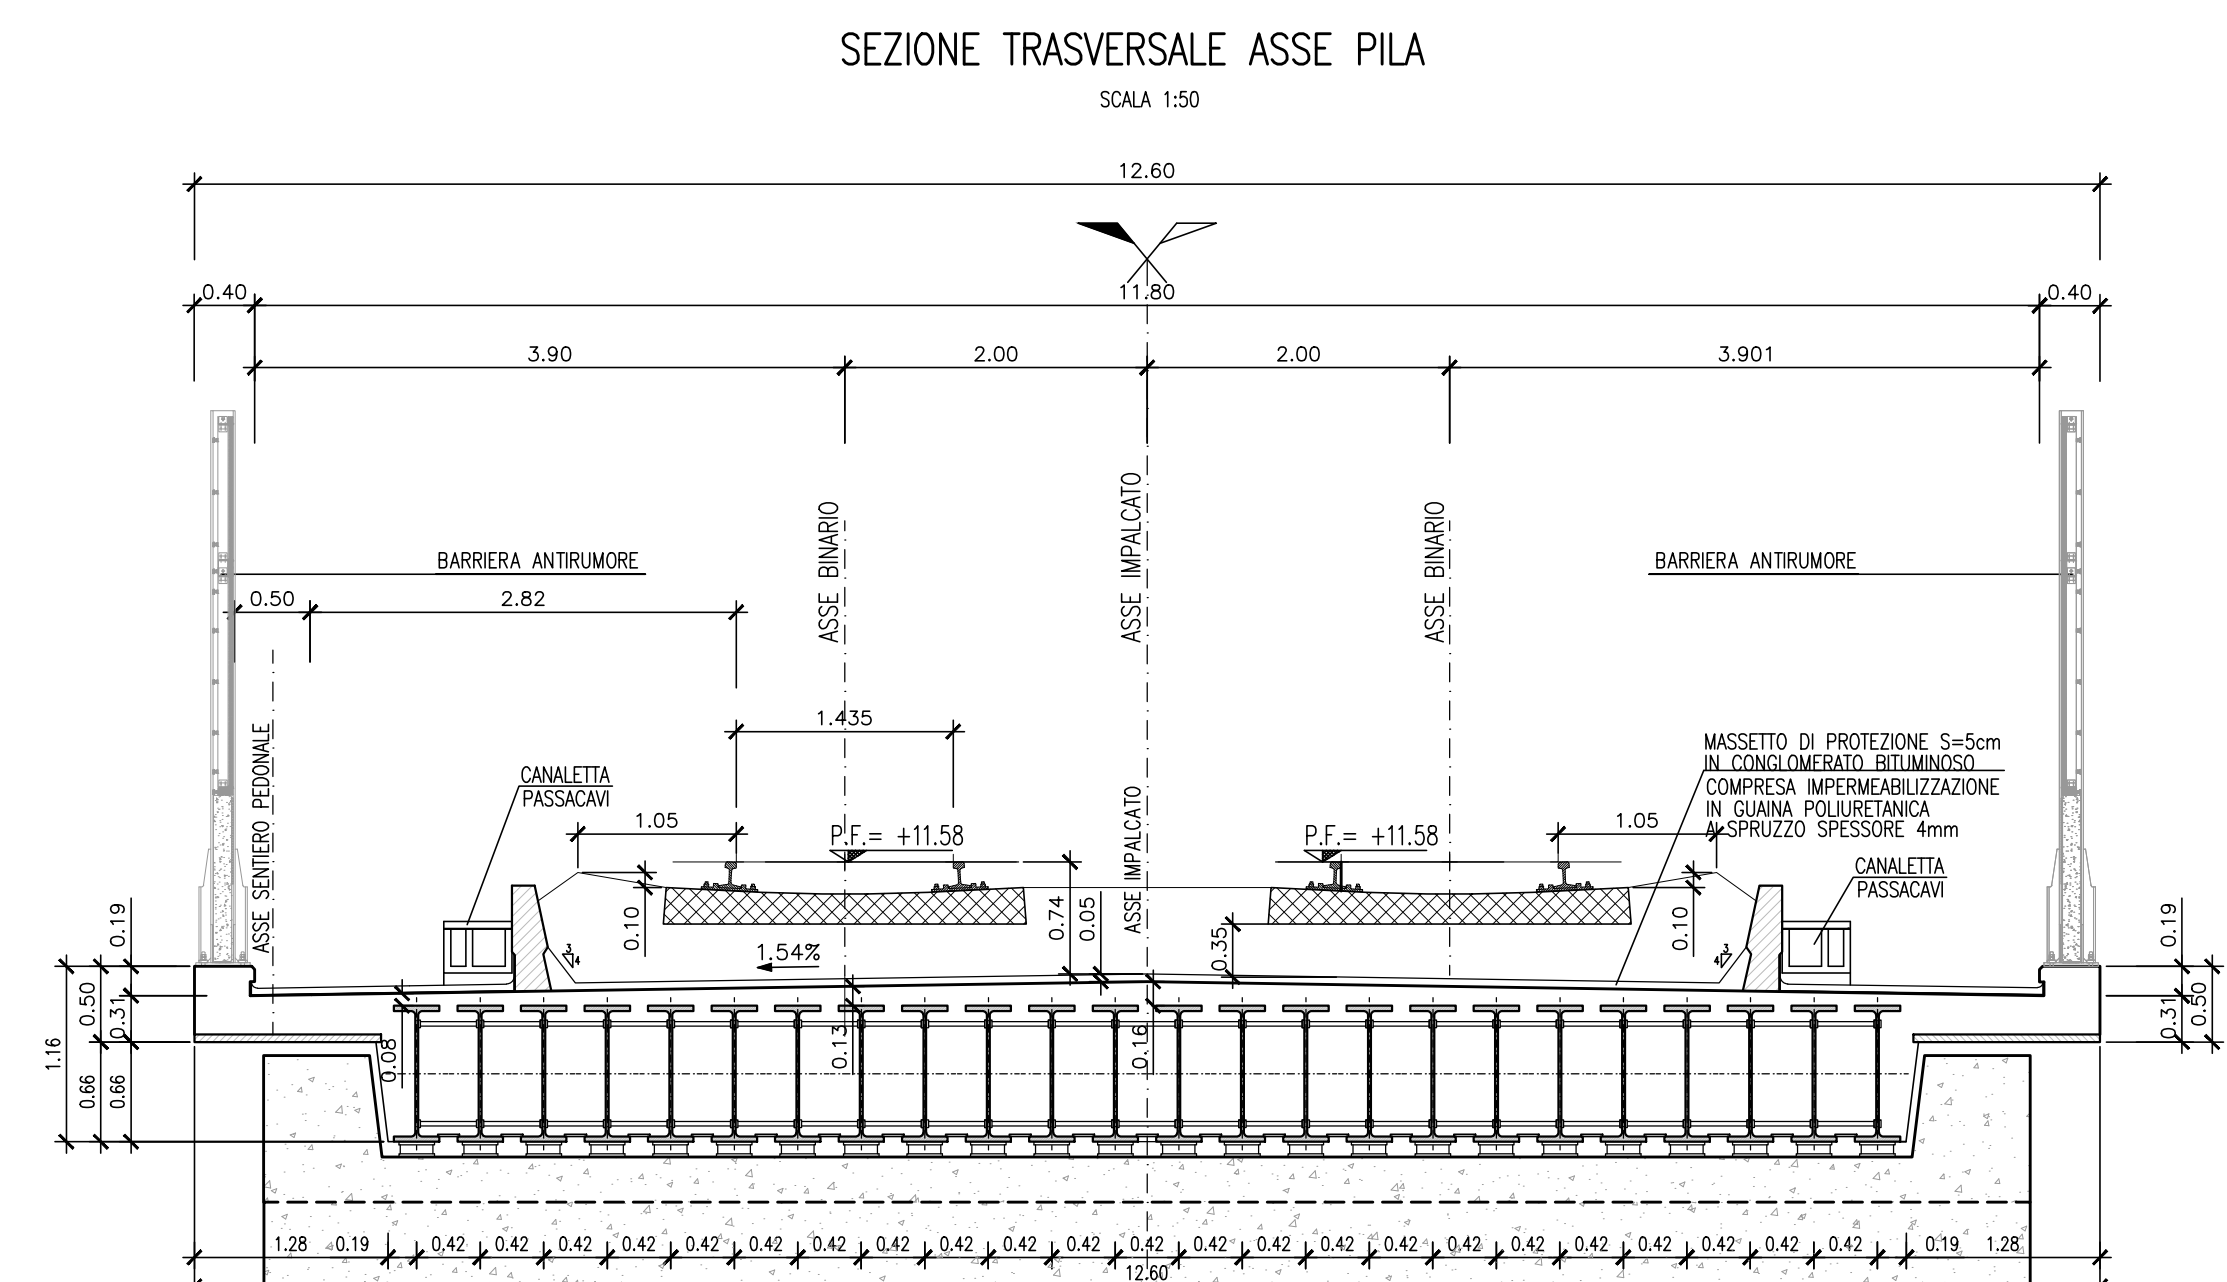 SEZIONE TRASVERSALE ASSE PILA
SCALA 1:50
12.60
0.40 11.80 0.40
3.90 2.00 2.00 3.901
ASSE BINARIO
ASSE IMPALCATO
ASSE BINARIO
BARRIERA ANTIRUMORE
BARRIERA ANTIRUMORE
0.50 2.82
1.435
ASSE SENTIERO PEDONALE
CANALETTA
PASSACAVI
1.05
P.F.= +11.58
ASSE IMPALCATO
P.F.= +11.58
1.05
MASSETTO DI PROTEZIONE S=5cm
IN CONGLOMERATO BITUMINOSO
COMPRESA IMPERMEABILIZZAZIONE
IN GUAINA POLIURETANICA
A SPRUZZO SPESSORE 4mm
CANALETTA
PASSACAVI
0.19
0.10
0.74
0.05
0.35
0.10
0.19
3
4
1.54%
3
4
1.16
0.50
0.31
0.66
0.66
0.08
0.13
0.16
0.31
0.50
1.28 0.19 0.42 0.42 0.42 0.42 0.42 0.42 0.42 0.42 0.42 0.42 0.42 0.42 0.42 0.42 0.42 0.42 0.42 0.42 0.42 0.42 0.42 0.42 0.42 0.19 1.28
12.60